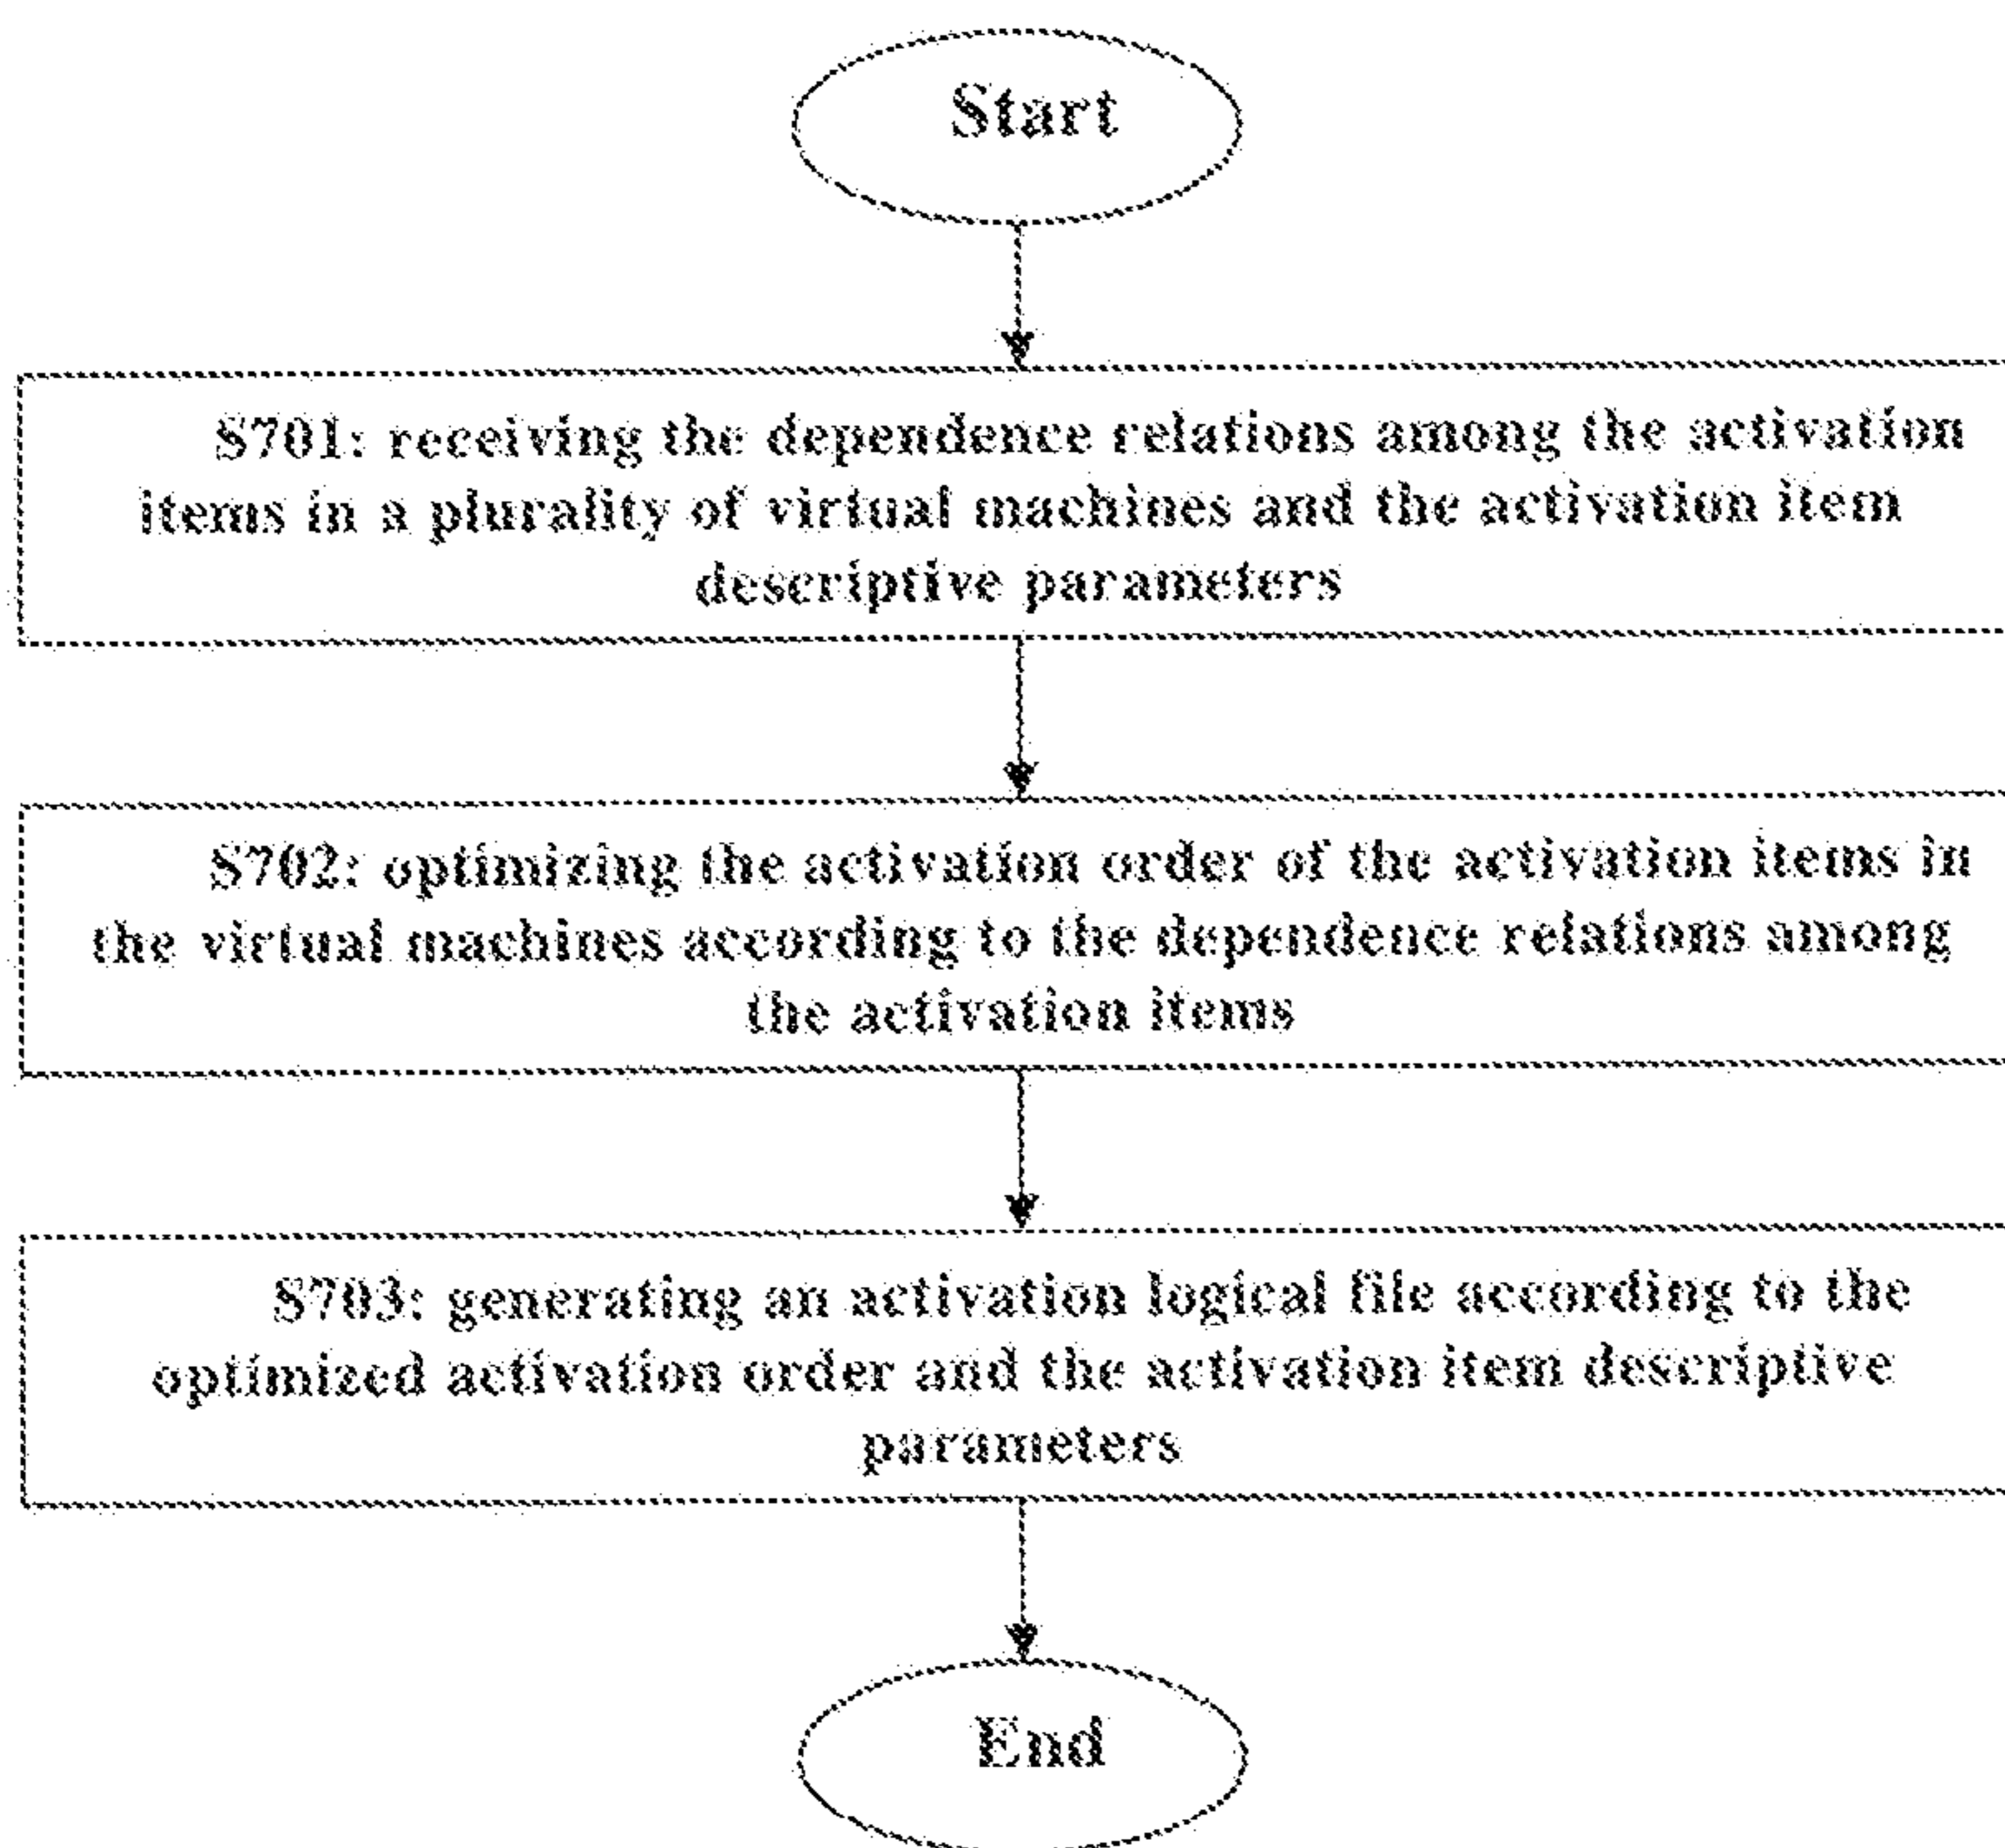 Start
S701: receiving the dependence relations among the activation
items in a plurality of virtual machines and the activation item
descriptive parameters
S702: optimizing the activation order of the activation items in
the virtual machines according to the dependence relations among
the activation items
S703: generating an activation logical file according to the
optimized activation order and the activation item descriptive
parameters
End